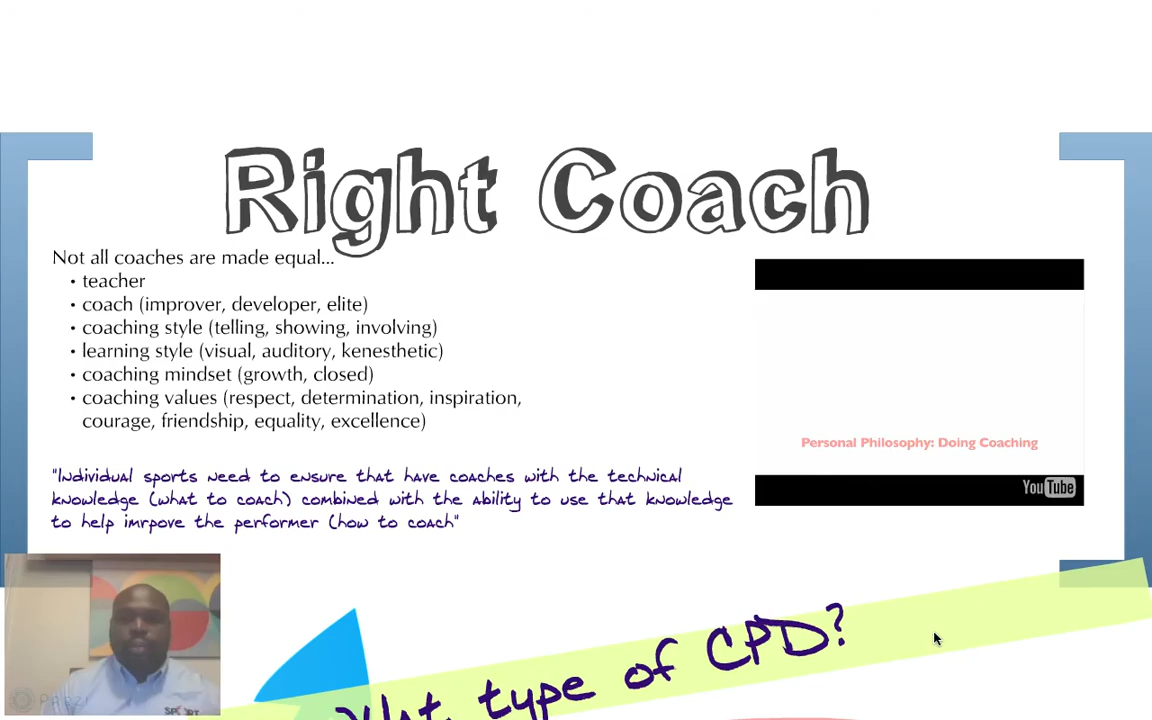 Right Coach
Not all coaches are made equal...
• teacher
• coach (improver, developer, elite)
• coaching style (telling, showing, involving)
• learning style (visual, auditory, kenesthetic)
• coaching mindset (growth, closed)
• coaching values (respect, determination, inspiration,
courage, friendship, equality, excellence)
Personal Philosophy: Doing Coaching
YouTube
"Individual sports need to ensure that have coaches with the technical
knowledge (what to coach) combined with the ability to use that knowledge
to help imrpove the performer (how to coach"
What type of CPD?
Prezi
SPORT